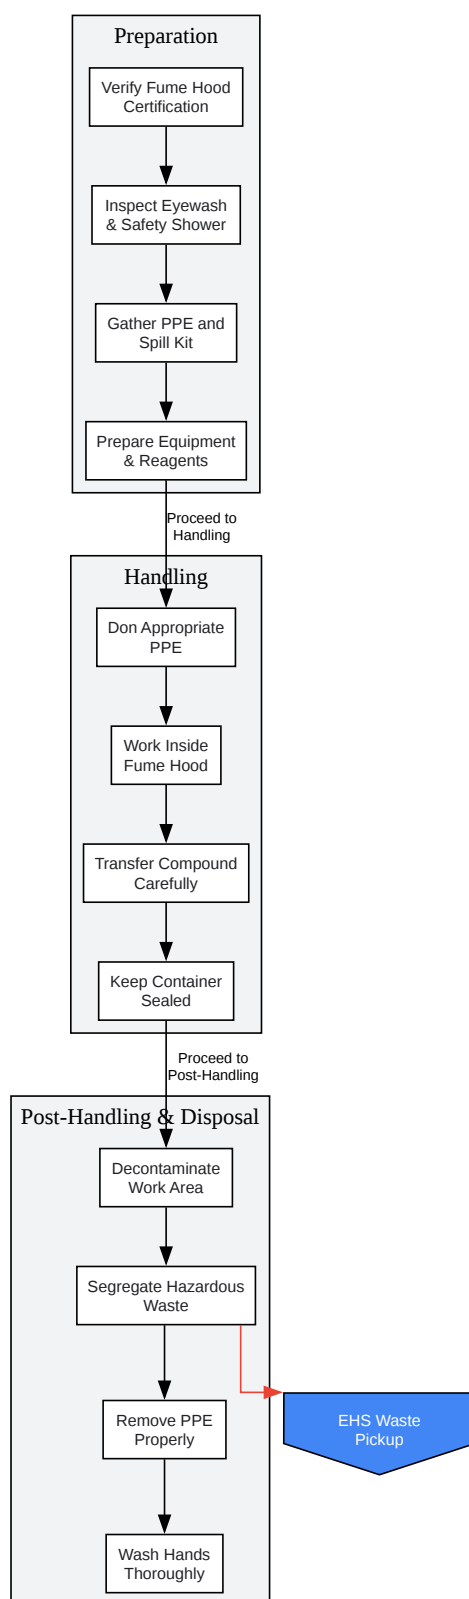 Preparation
Verify Fume Hood
Certification
Inspect Eyewash
& Safety Shower
Gather PPE and
Spill Kit
Prepare Equipment
& Reagents
Proceed to
Handling
Handling
Don Appropriate
PPE
Work Inside
Fume Hood
Transfer Compound
Carefully
Keep Container
Sealed
Proceed to
Post-Handling
Post-Handling & Disposal
Decontaminate
Work Area
Segregate Hazardous
Waste
EHS Waste
Pickup
Remove PPE
Properly
Wash Hands
Thoroughly